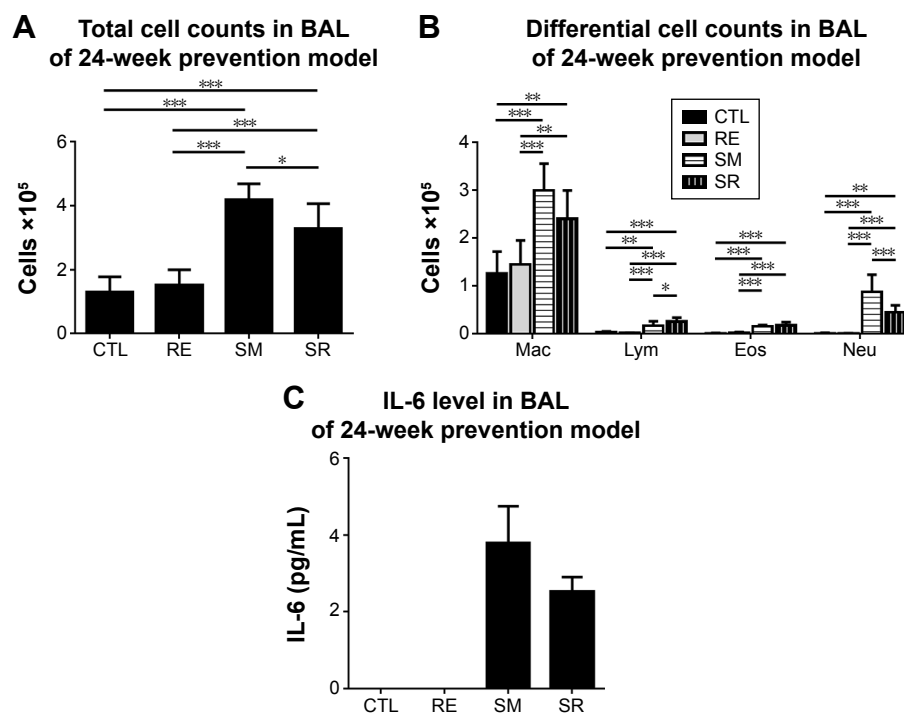 A
Total cell counts in BAL
of 24-week prevention model
***
***
***
***
*
6
4
2
0
Cells ×10⁵
CTL
RE
SM
SR
B
Differential cell counts in BAL
of 24-week prevention model
CTL
RE
SM
SR
**
***
**
***
***
**
***
***
*
***
***
***
***
**
***
***
***
***
4
3
2
1
0
Cells ×10⁵
Mac
Lym
Eos
Neu
C
IL-6 level in BAL
of 24-week prevention model
6
4
2
0
IL-6 (pg/mL)
CTL
RE
SM
SR